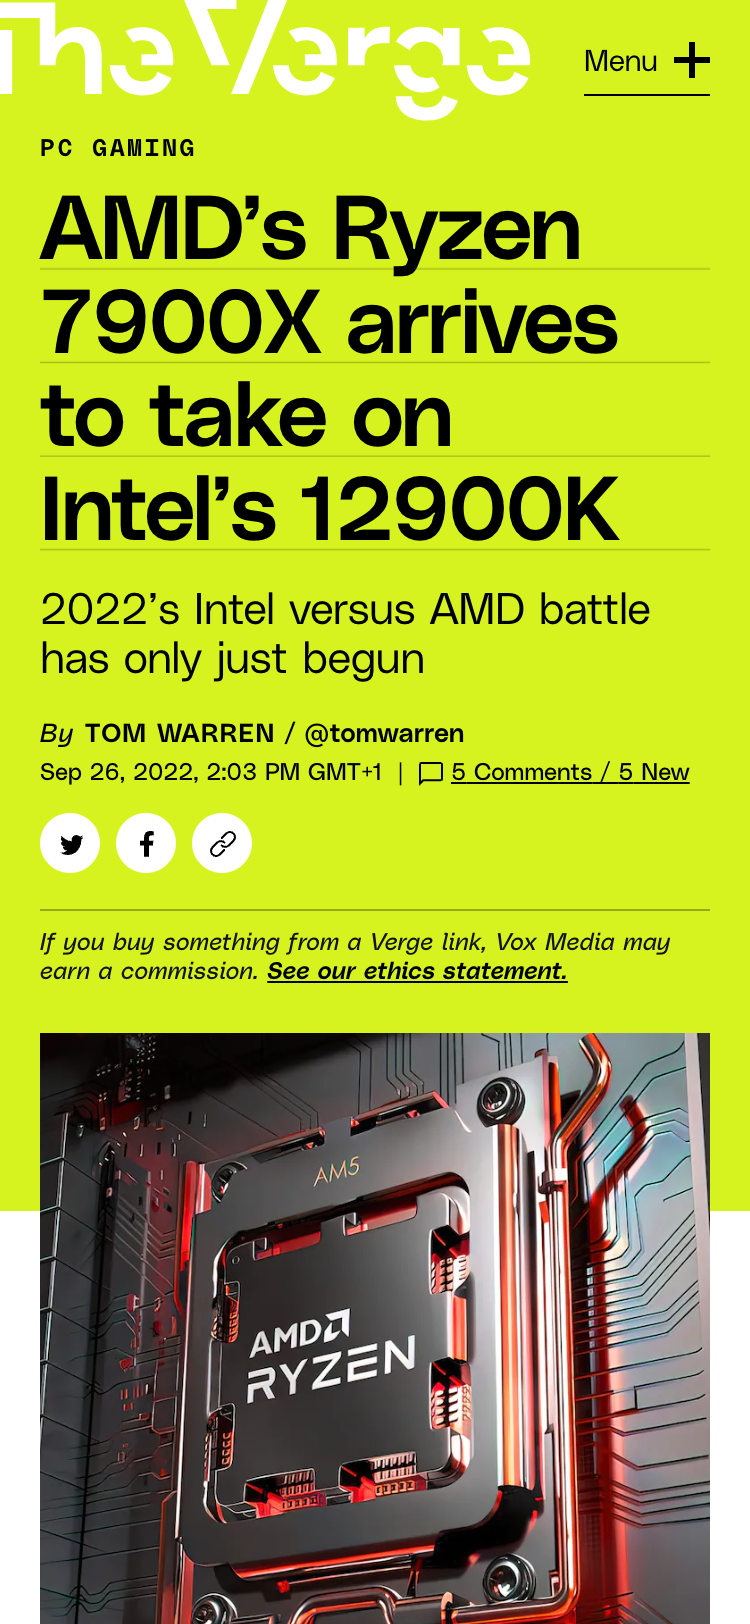 The Verge
Menu
PC GAMING
AMD’s Ryzen
7900X arrives
to take on
Intel’s 12900K
2022’s Intel versus AMD battle
has only just begun
By TOM WARREN / @tomwarren
Sep 26, 2022, 2:03 PM GMT+1 | 5 Comments / 5 New
If you buy something from a Verge link, Vox Media may
earn a commission. See our ethics statement.
AM5
AMD
RYZEN